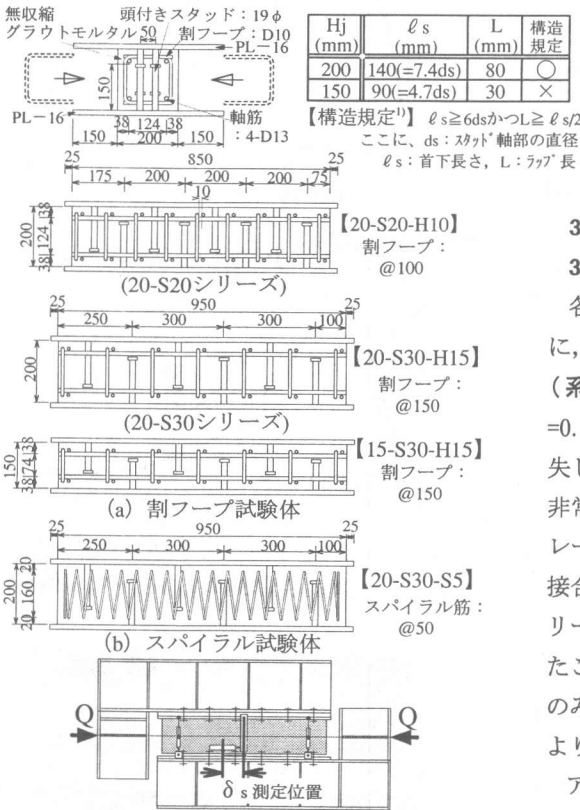 無収縮
グラウトモルタル
頭付きスタッド：19φ
50
割フープ：D10
PL－16
150
38 124 38
PL－16
軸筋
：4-D13
150 200 150
Hj (mm) ℓs (mm) L (mm) 構造規定
200 140(=7.4ds) 80 ○
150 90(=4.7ds) 30 ×
【構造規定¹⁾】 ℓs≧6dsかつL≧ℓs/2
ここに、ds：スタッド軸部の直径
ℓs：首下長さ，L：ラップ長
25 850 25
175 200 200 200 75
10
200
38 124 38
【20-S20-H10】
割フープ：
@100
(20-S20シリーズ)
25 950 25
250 300 300 100
200
【20-S30-H15】
割フープ：
@150
(20-S30シリーズ)
150
38 74 38
【15-S30-H15】
割フープ：
@150
(a) 割フープ試験体
25 950 25
250 300 300 100
200
20 160 20
【20-S30-S5】
スパイラル筋：
@50
(b) スパイラル試験体
Q Q
δs 測定位置
3
3
名
に，
（系
=0.
失し
非常
レー
接合
リー
たこ
のみ
より
ア